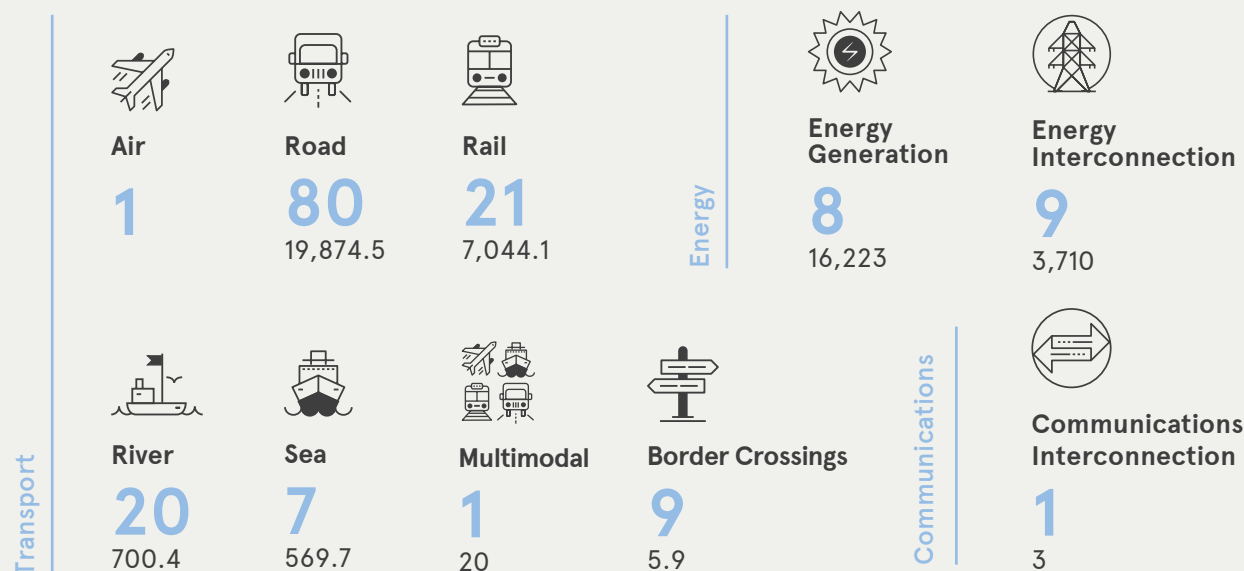 Transport
Air
1
Road
80
19,874.5
Rail
21
7,044.1
River
20
700.4
Sea
7
569.7
Multimodal
1
20
Border Crossings
9
5.9
Energy
Energy
Generation
8
16,223
Energy
Interconnection
9
3,710
Communications
Communications
Interconnection
1
3